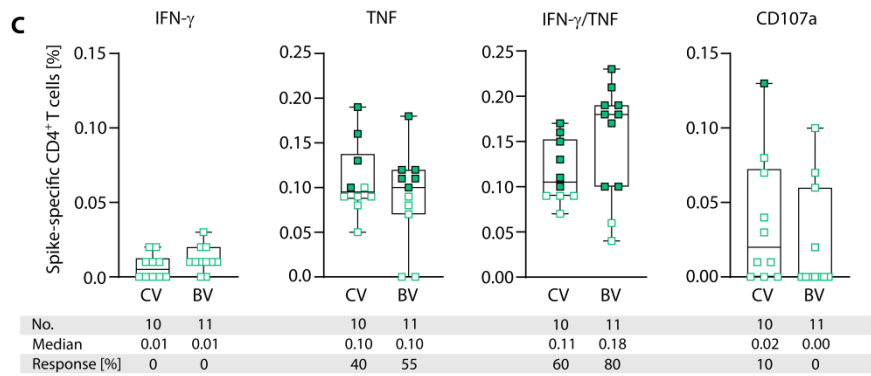 C
IFN-γ TNF IFN-γ/TNF CD107a
Spike-specific CD4⁺ T cells [%]
0.15 0.25 0.25 0.15
0.20 0.20
0.10 0.15 0.15 0.10
0.10 0.10
0.05 0.05 0.05 0.05
0.0 0.0 0.00 0.00
CV BV CV BV CV BV CV BV
No. 10 11 10 11 10 11 10 11
Median 0.01 0.01 0.10 0.10 0.11 0.18 0.02 0.00
Response [%] 0 0 40 55 60 80 10 0